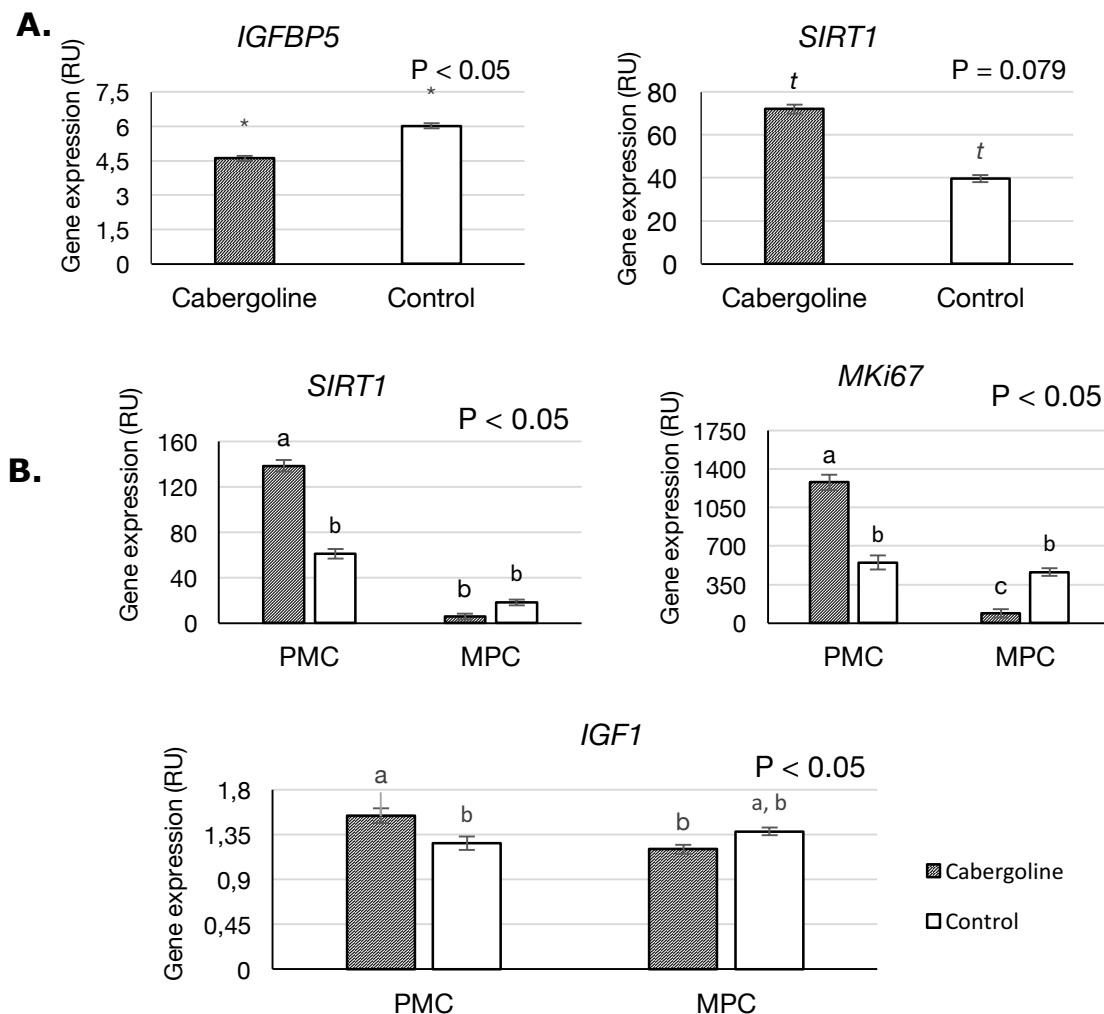 A.
IGFBP5
P < 0.05
Gene expression (RU)
7,5
6
4,5
3
1,5
0
*
*
Cabergoline
Control
SIRT1
P = 0.079
Gene expression (RU)
80
60
40
20
0
t
t
Cabergoline
Control
B.
SIRT1
P < 0.05
Gene expression (RU)
160
120
80
40
0
a
b
b
b
PMC
MPC
MKi67
P < 0.05
Gene expression (RU)
1750
1400
1050
700
350
0
a
b
c
b
PMC
MPC
IGF1
P < 0.05
Gene expression (RU)
1,8
1,35
0,9
0,45
0
a
b
b
a, b
PMC
MPC
Cabergoline
Control